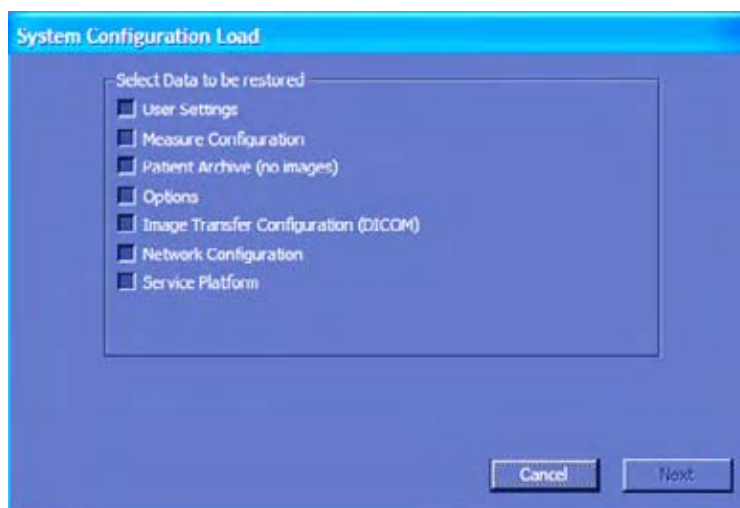 System Configuration Load
Select Data to be restored
User Settings
Measure Configuration
Patient Archive (no images)
Options
Image Transfer Configuration (DICOM)
Network Configuration
Service Platform
Cancel
Next